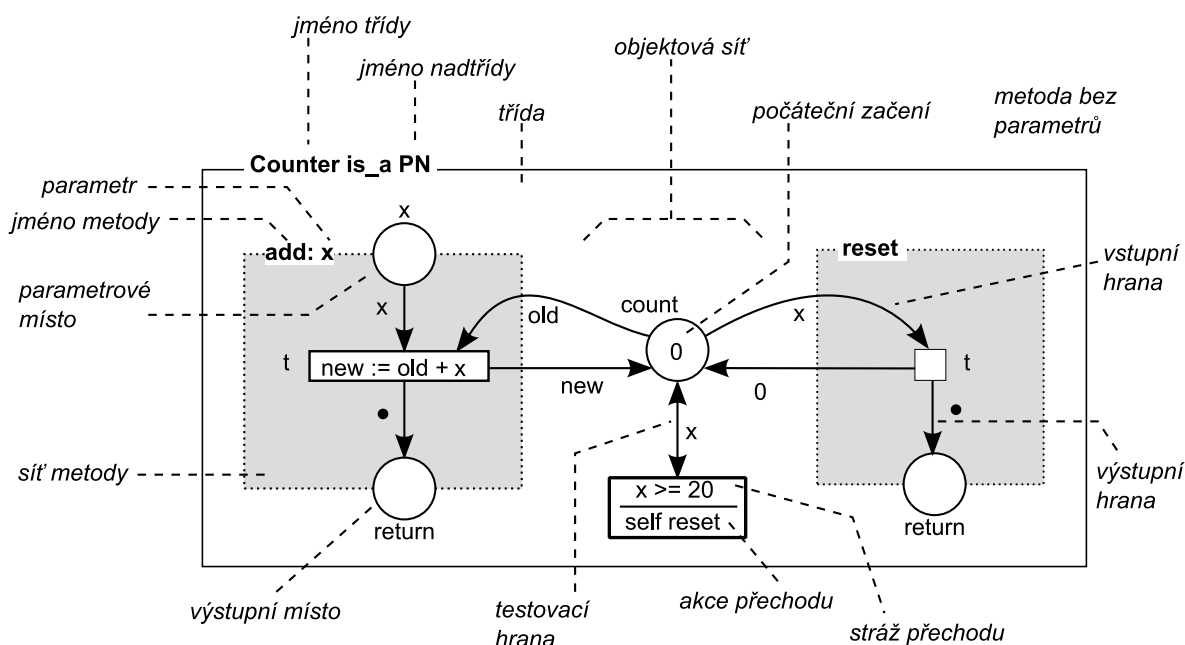 jméno třídy
objektová síť
jméno nadtřídy
třída
počáteční začení
metoda bez
parametrů
Counter is_a PN
parametr
jméno metody
x
add: x
reset
vstupní
hrana
parametrové
místo
x
old
count
x
0
t
new := old + x
new
0
t
x
síť metody
x >= 20
self reset
výstupní
hrana
return
return
výstupní místo
testovací
hrana
akce přechodu
stráž přechodu